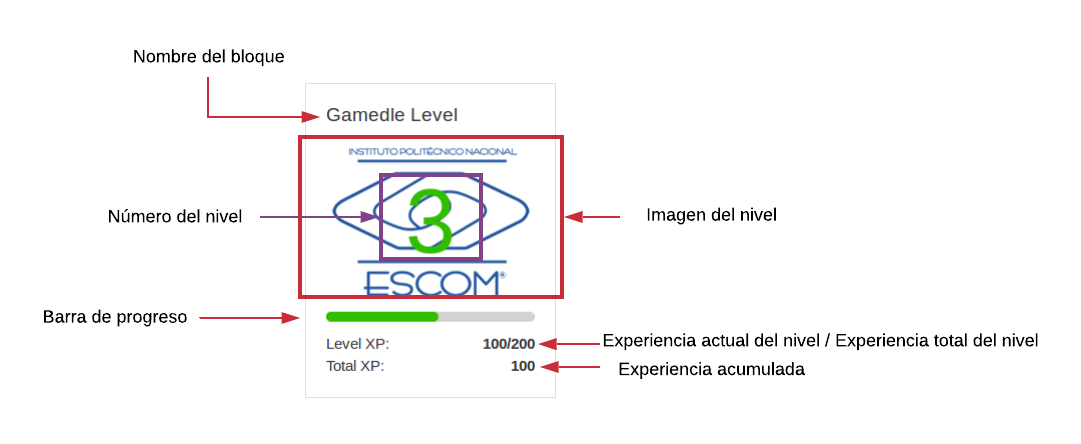 Nombre del bloque
Gamedle Level
INSTITUTO POLITÉCNICO NACIONAL
3
Número del nivel
Imagen del nivel
ESCOM®
Barra de progreso
Level XP: 100/200
Experiencia actual del nivel / Experiencia total del nivel
Total XP: 100
Experiencia acumulada